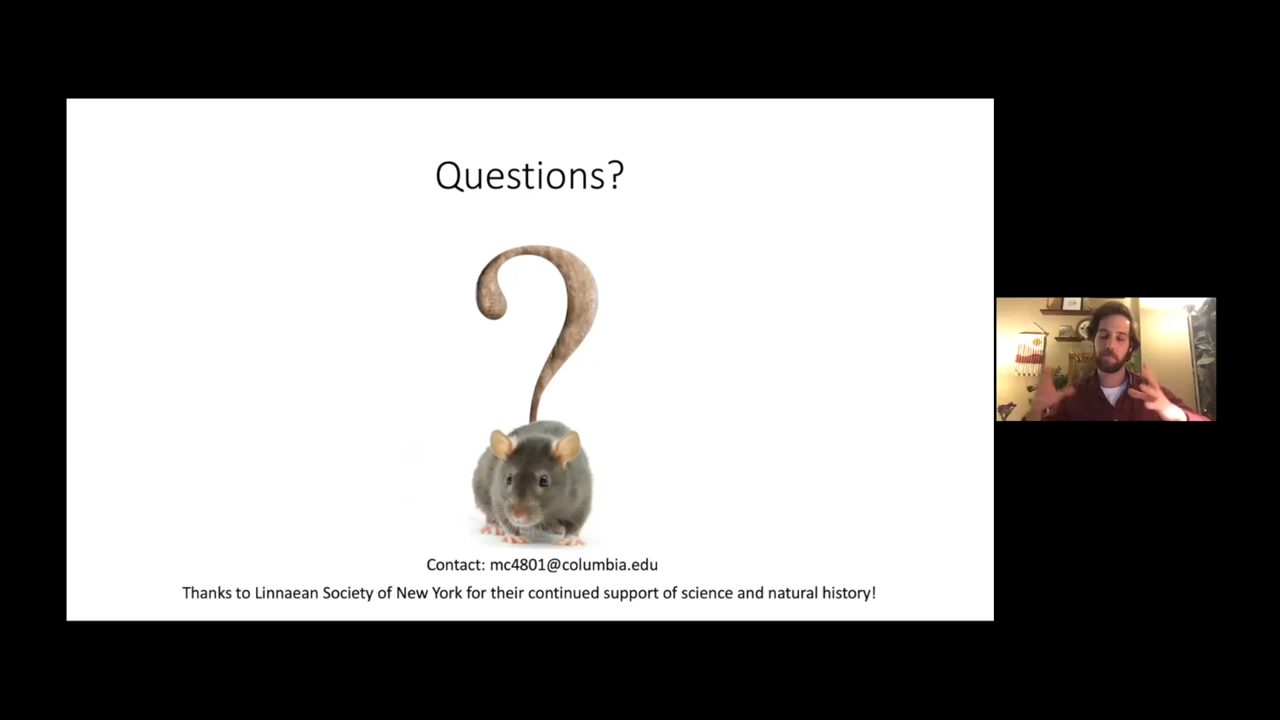 Questions?
Contact: mc4801@columbia.edu
Thanks to Linnaean Society of New York for their continued support of science and natural history!